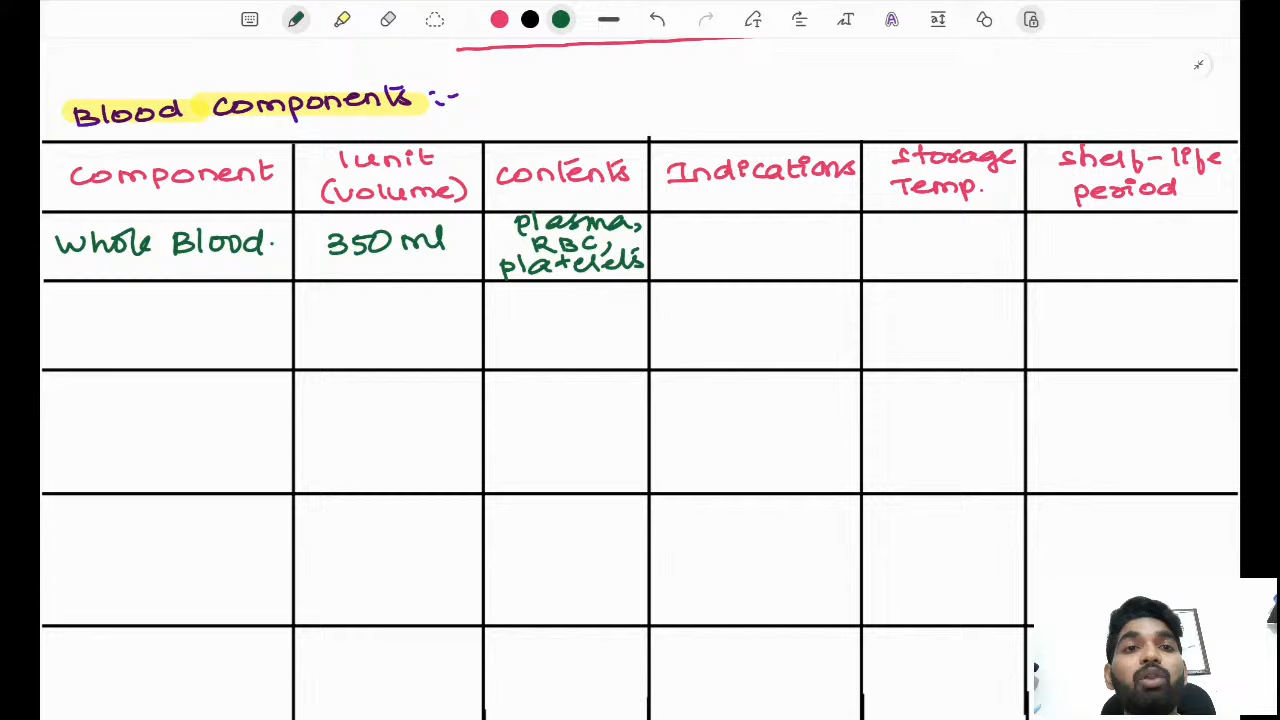 Blood components :-
component
1unit
(volume)
contents
Indications
storage
Temp.
shelf-life
period
whole Blood.
350 ml
plasma,
RBC,
platelets